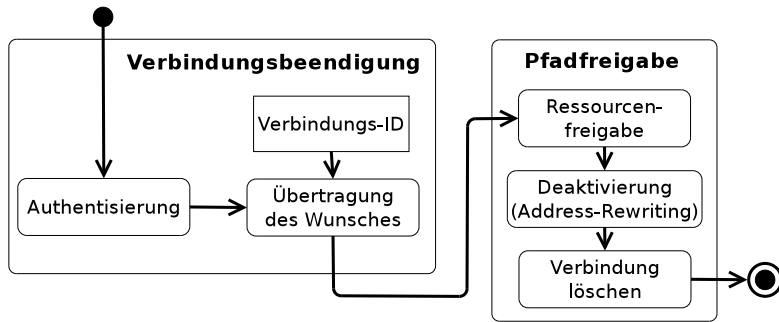 Verbindungsbeendigung
Verbindungs-ID
Authentisierung
Übertragung
des Wunsches
Pfadfreigabe
Ressourcen-
freigabe
Deaktivierung
(Address-Rewriting)
Verbindung
löschen